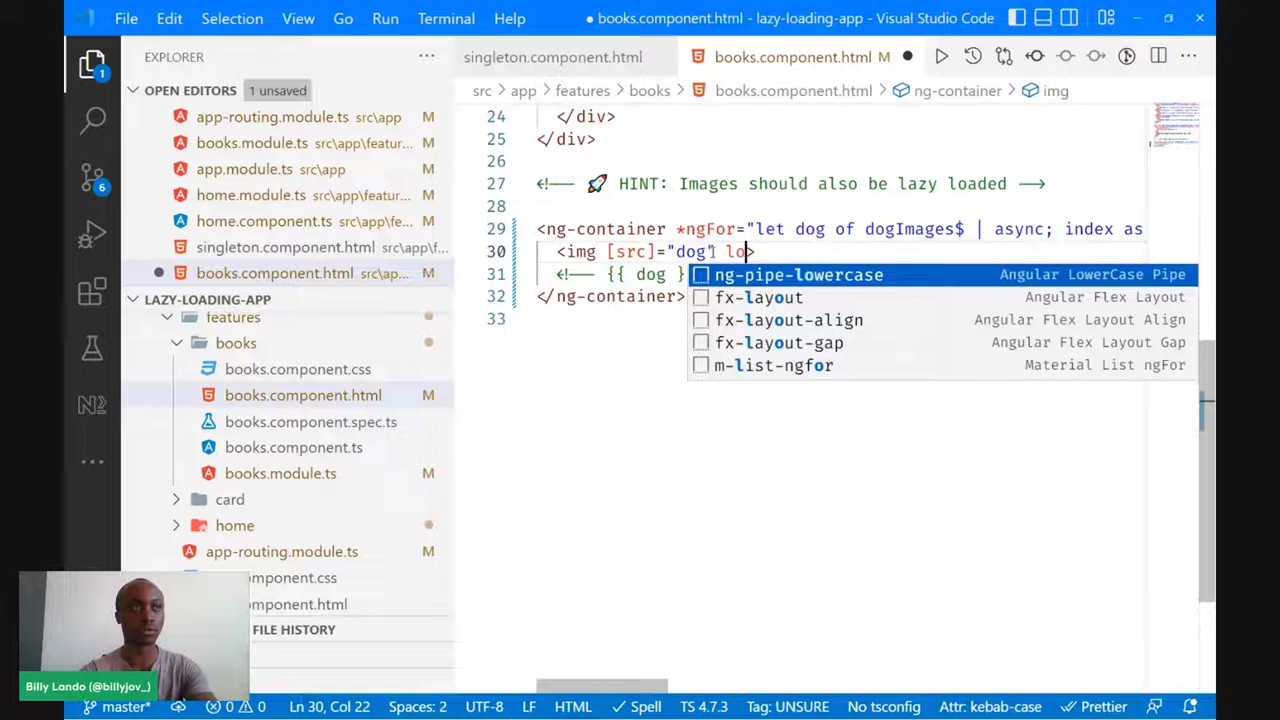 File Edit Selection View Go Run Terminal Help
● books.component.html - lazy-loading-app - Visual Studio Code
EXPLORER
OPEN EDITORS 1 unsaved
app-routing.module.ts src\app M
books.module.ts src\app\featur... M
app.module.ts src\app M
home.module.ts src\app\featur... M
home.component.ts src\app\fe... M
singleton.component.html src\app...
books.component.html src\app... M
LAZY-LOADING-APP
features
books
books.component.css
books.component.html M
books.component.spec.ts
books.component.ts
books.module.ts M
card
home
app-routing.module.ts M
component.css
component.html
FILE HISTORY
1
6
singleton.component.html
books.component.html M
src > app > features > books > books.component.html > ng-container > img
24 </div>
25 </div>
26
27 <!-- 🚀 HINT: Images should also be lazy loaded -->
28
29 <ng-container *ngFor="let dog of dogImages$ | async; index as
30 <img [src]="dog" lo>
31 <!-- {{ dog }
32 </ng-container>
33
ng-pipe-lowercase Angular LowerCase Pipe
fx-layout Angular Flex Layout
fx-layout-align Angular Flex Layout Align
fx-layout-gap Angular Flex Layout Gap
m-list-ngfor Material List ngFor
Billy Lando (@billyjov_)
master* 0 0 Ln 30, Col 22 Spaces: 2 UTF-8 LF HTML Spell TS 4.7.3 Tag: UNSURE No tsconfig Attr: kebab-case Prettier